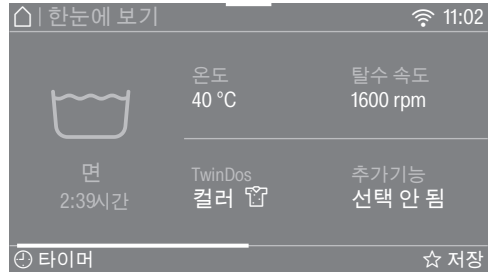 한눈에 보기 11:02
온도 탈수 속도
40 °C 1600 rpm
면 TwinDos 추가기능
2:39시간 컬러 선택 안 됨
타이머 저장